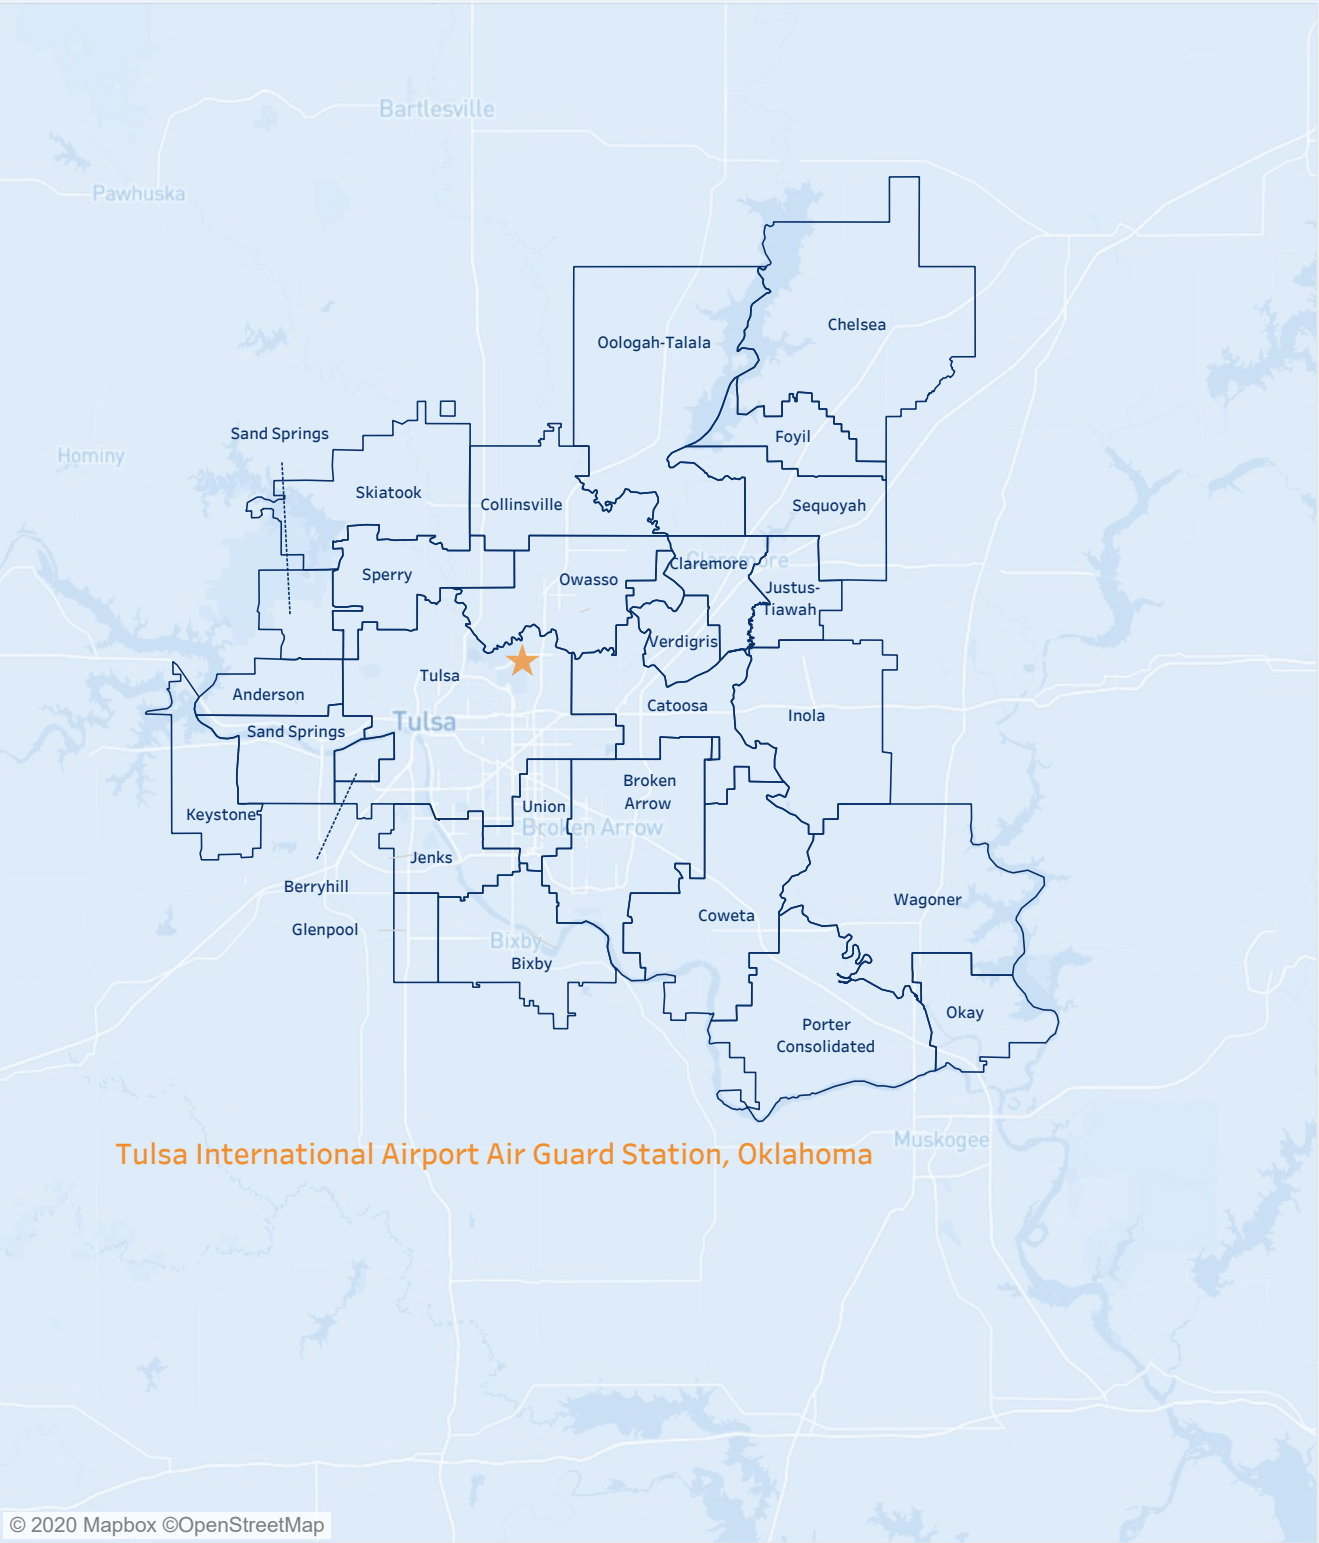 Bartlesville
Pawhuska
Chelsea
Oologah-Talala
Sand Springs
Foyil
Hominy
Skiatook
Collinsville
Sequoyah
Claremore
Claremore
Sperry
Owasso
Justus-
Tiawah
Verdigris
Tulsa
Anderson
Catoosa
Inola
Tulsa
Sand Springs
Broken
Arrow
Keystone
Union
Broken Arrow
Jenks
Berryhill
Wagoner
Coweta
Glenpool
Bixby
Bixby
Okay
Porter
Consolidated
Muskogee
Tulsa International Airport Air Guard Station, Oklahoma
© 2020 Mapbox ©OpenStreetMap